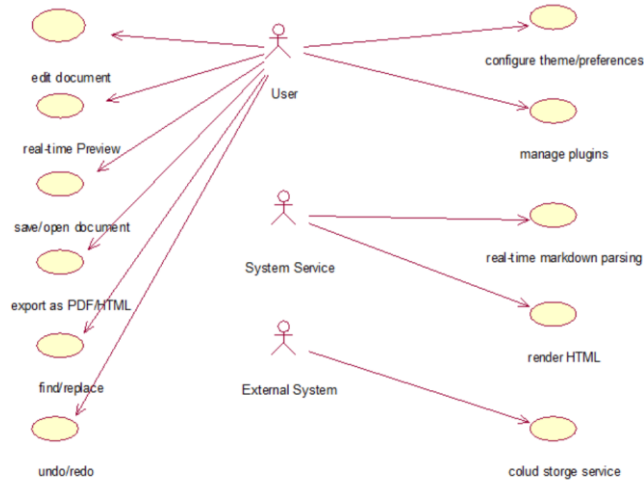 edit document
configure theme/preferences
User
real-time Preview
manage plugins
save/open document
System Service
real-time markdown parsing
export as PDF/HTML
render HTML
find/replace
External System
undo/redo
colud storge service